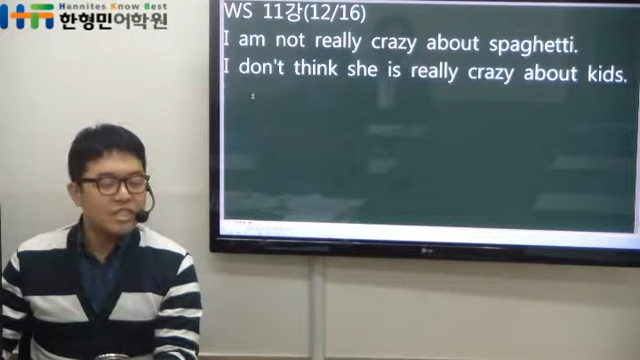 Hannites Know Best
한형민어학원
WS 11강(12/16)
I am not really crazy about spaghetti.
I don't think she is really crazy about kids.
LG